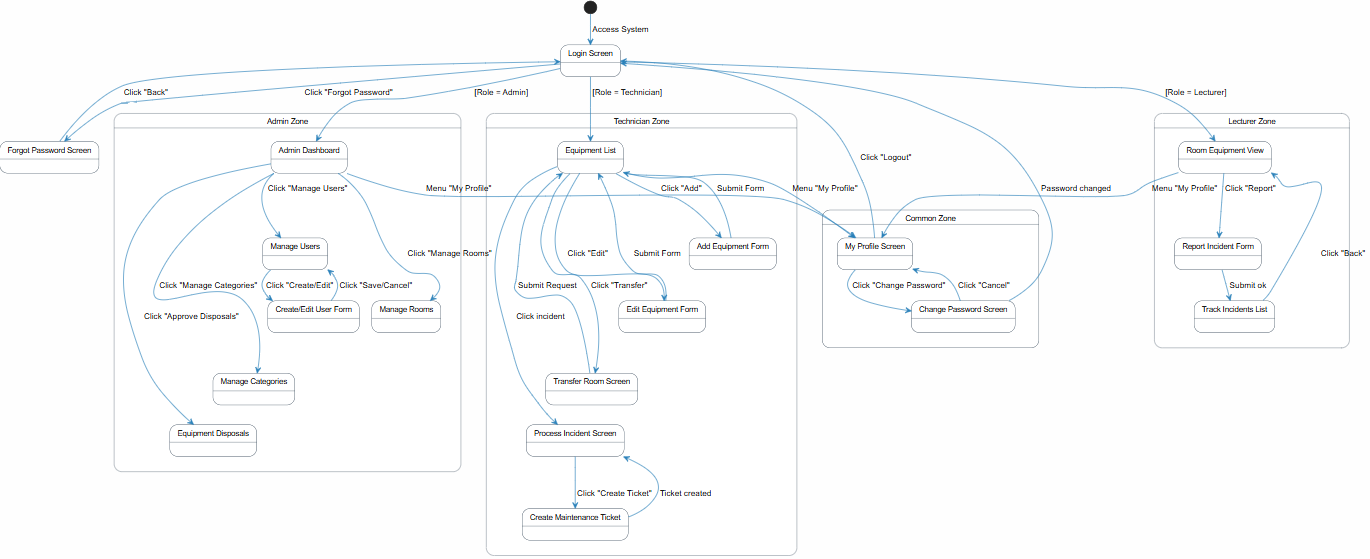 Access System
Login Screen
Click "Back"
Click "Forgot Password"
[Role = Admin]
[Role = Technician]
[Role = Lecturer]
Admin Zone
Technician Zone
Lecturer Zone
Forgot Password Screen
Admin Dashboard
Equipment List
Room Equipment View
Click "Logout"
Click "Manage Users"
Menu "My Profile"
Click "Add"
Submit Form
Menu "My Profile"
Password changed
Menu "My Profile"
Click "Report"
Common Zone
Manage Users
Add Equipment Form
My Profile Screen
Report Incident Form
Click "Manage Rooms"
Click "Edit"
Submit Form
Click "Back"
Click "Manage Categories"
Click "Create/Edit"
Click "Save/Cancel"
Submit Request
Click "Transfer"
Click "Change Password"
Click "Cancel"
Submit ok
Click "Approve Disposals"
Create/Edit User Form
Manage Rooms
Click incident
Edit Equipment Form
Change Password Screen
Track Incidents List
Manage Categories
Transfer Room Screen
Equipment Disposals
Process Incident Screen
Click "Create Ticket"
Ticket created
Create Maintenance Ticket